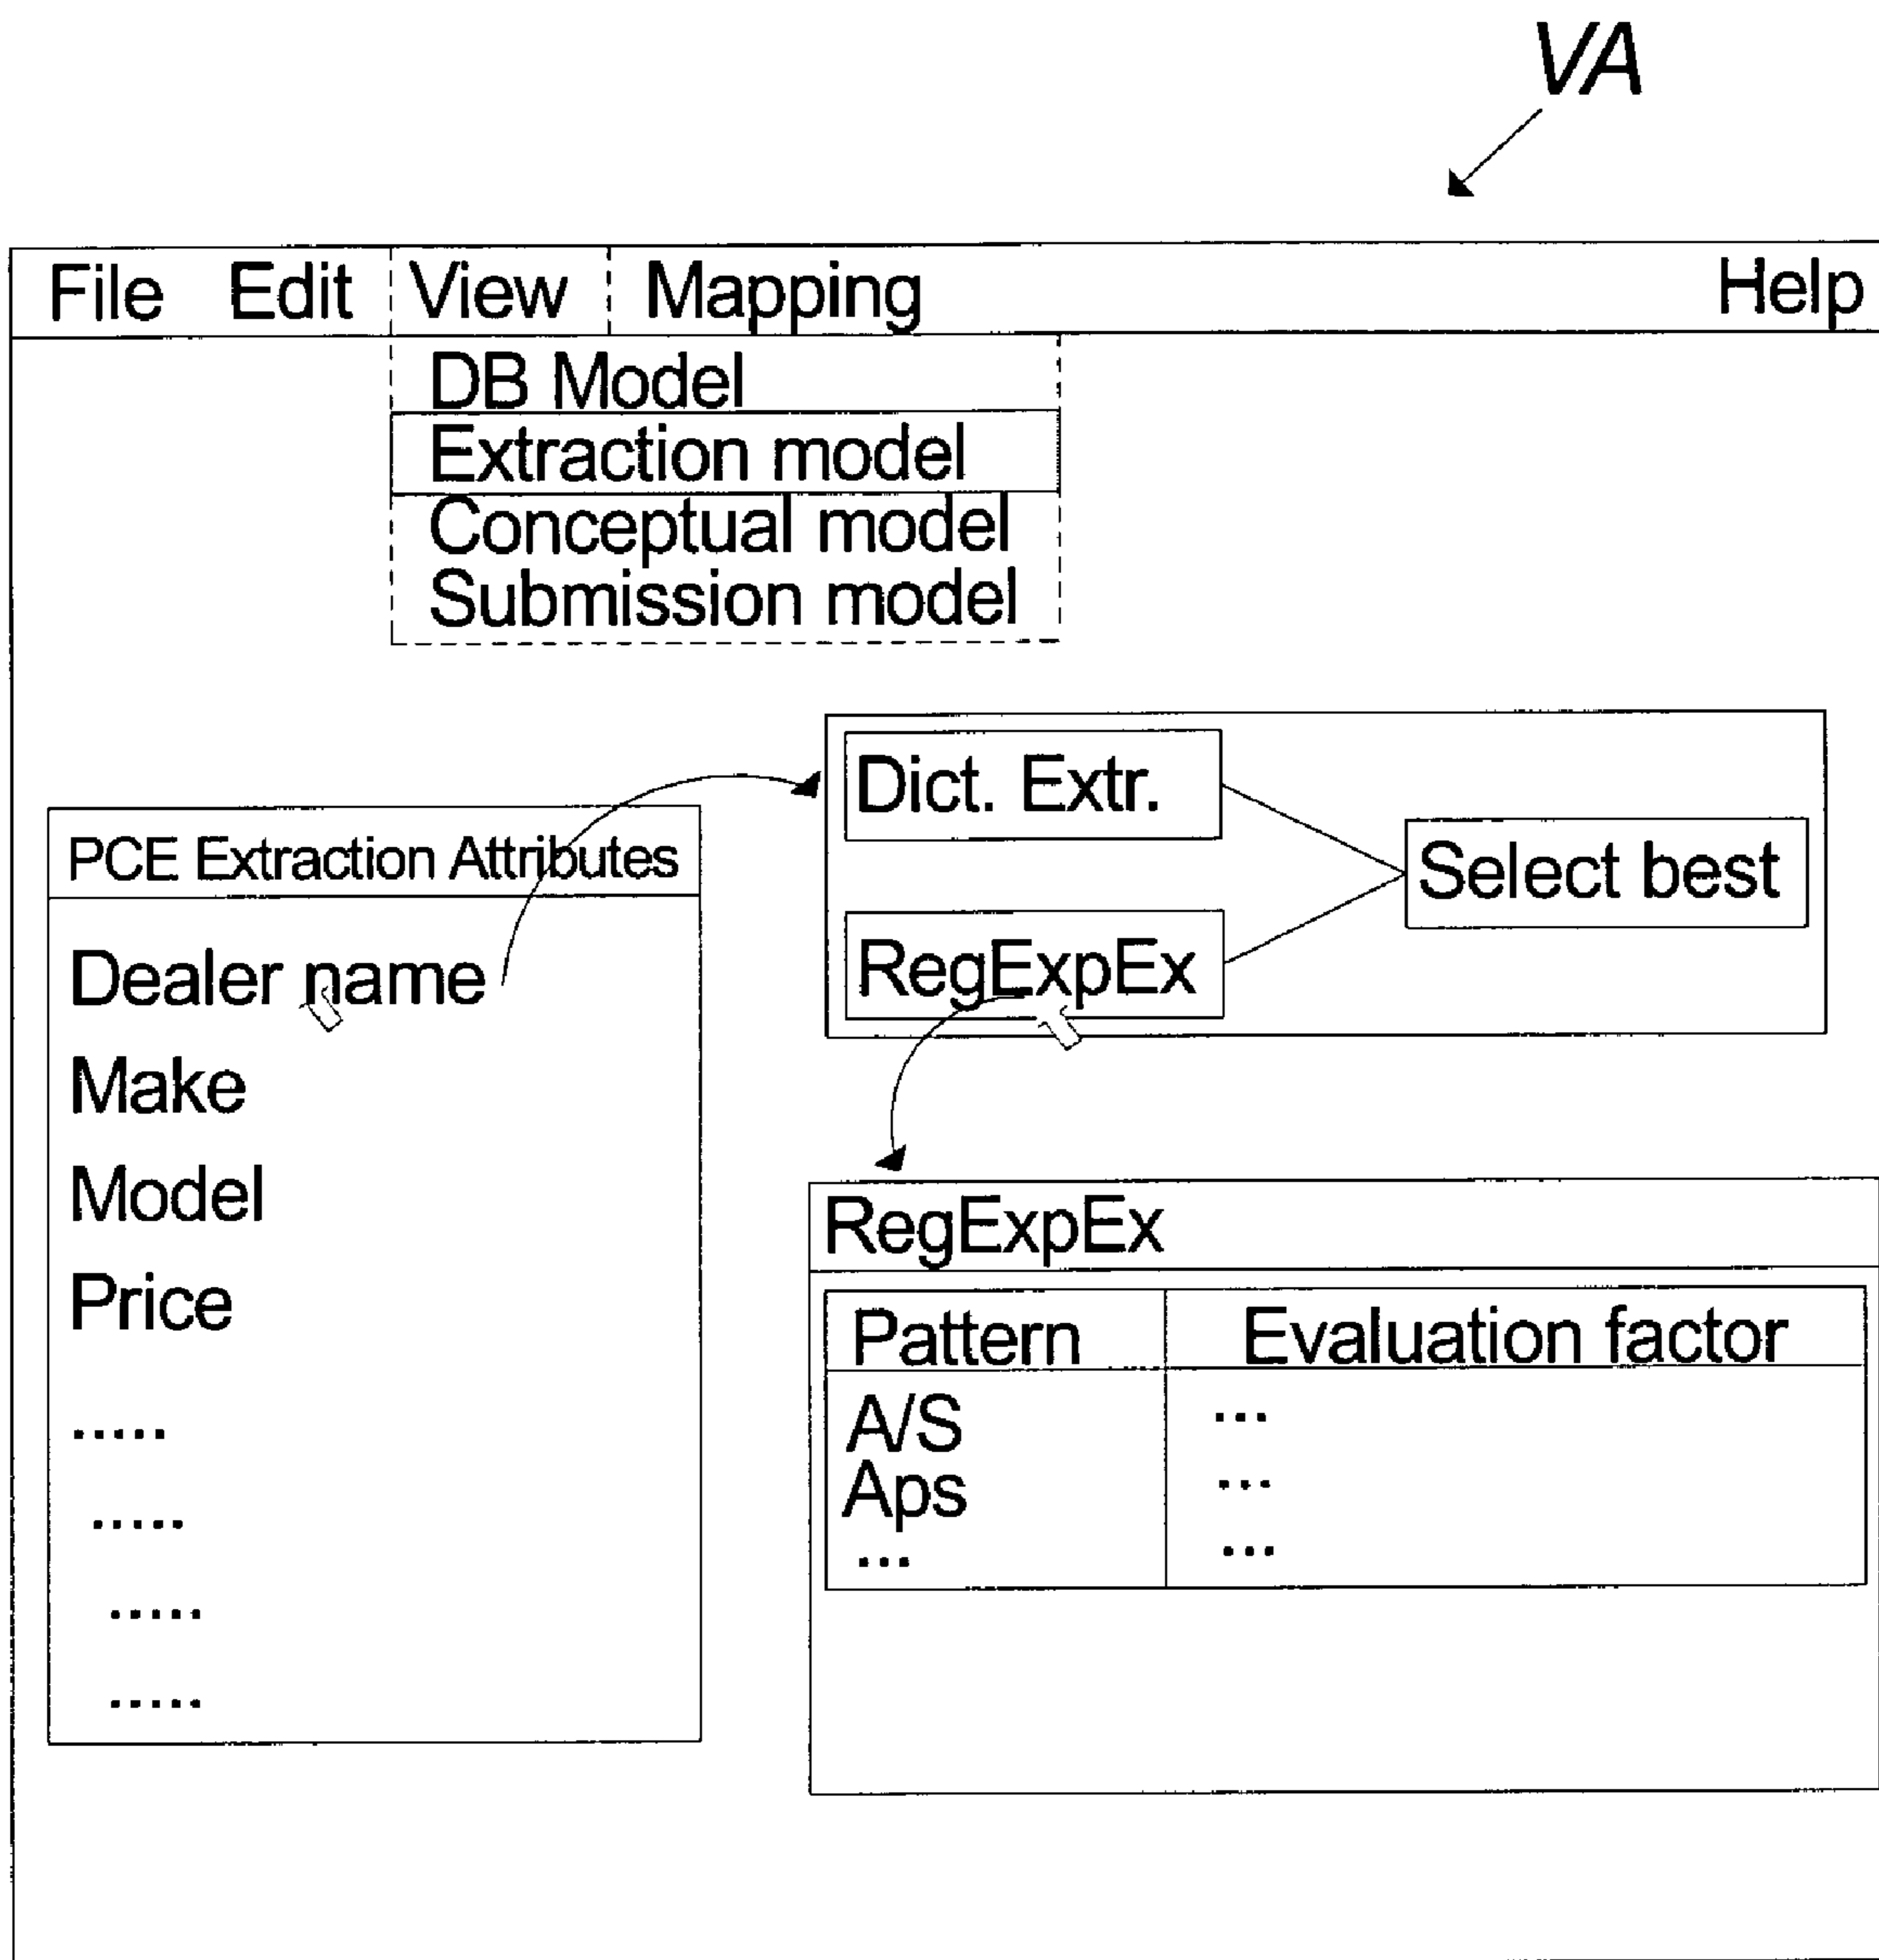 VA
File Edit View Mapping Help
DB Model
Extraction model
Conceptual model
Submission model
PCE Extraction Attributes
Dealer name
Make
Model
Price
.....
.....
.....
.....
Dict. Extr.
RegExpEx
Select best
RegExpEx
Pattern Evaluation factor
A/S ...
Aps ...
... ...